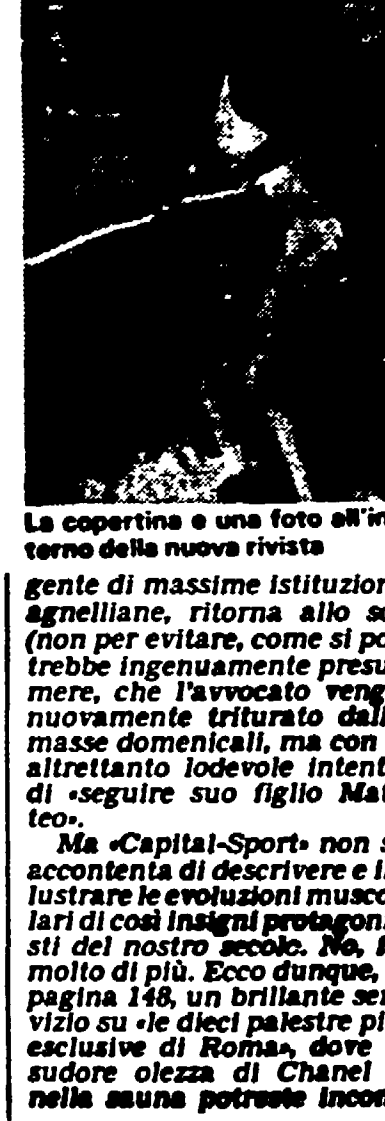 La copertina e una foto all'in
terno della nuova rivista
gente di massime istituzion
agnelliane, ritorna allo s
(non per evitare, come si po
trebbe ingenuamente presu
mere, che l'avvocato veng
nuovamente triturato dall
masse domenicali, ma con
altrettanto lodevole intent
di «seguire suo figlio Mat
teo».
Ma «Capital-Sport» non s
accontenta di descrivere e i
lustrare le evoluzioni musco
lari di così insigni protagon
sti del nostro secolo. No,
molto di più. Ecco dunque,
pagina 148, un brillante ser
vizio su «le dieci palestre pi
esclusive di Roma», dove
sudore olezza di Chanel
nella sauna potreste incon